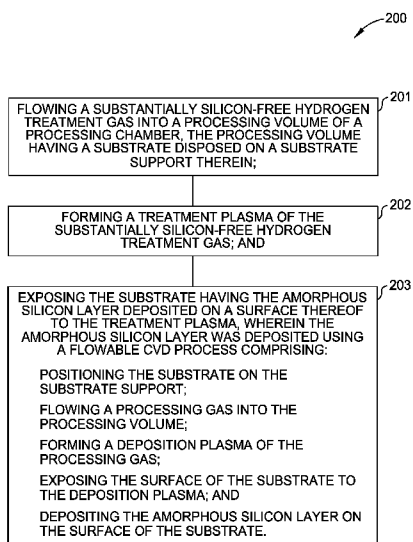 200
201
FLOWING A SUBSTANTIALLY SILICON-FREE HYDROGEN
TREATMENT GAS INTO A PROCESSING VOLUME OF A
PROCESSING CHAMBER, THE PROCESSING VOLUME
HAVING A SUBSTRATE DISPOSED ON A SUBSTRATE
SUPPORT THEREIN;
202
FORMING A TREATMENT PLASMA OF THE
SUBSTANTIALLY SILICON-FREE HYDROGEN
TREATMENT GAS; AND
203
EXPOSING THE SUBSTRATE HAVING THE AMORPHOUS
SILICON LAYER DEPOSITED ON A SURFACE THEREOF
TO THE TREATMENT PLASMA, WHEREIN THE
AMORPHOUS SILICON LAYER WAS DEPOSITED USING
A FLOWABLE CVD PROCESS COMPRISING:
POSITIONING THE SUBSTRATE ON THE
SUBSTRATE SUPPORT;
FLOWING A PROCESSING GAS INTO THE
PROCESSING VOLUME;
FORMING A DEPOSITION PLASMA OF THE
PROCESSING GAS;
EXPOSING THE SURFACE OF THE SUBSTRATE TO
THE DEPOSITION PLASMA; AND
DEPOSITING THE AMORPHOUS SILICON LAYER ON
THE SURFACE OF THE SUBSTRATE.